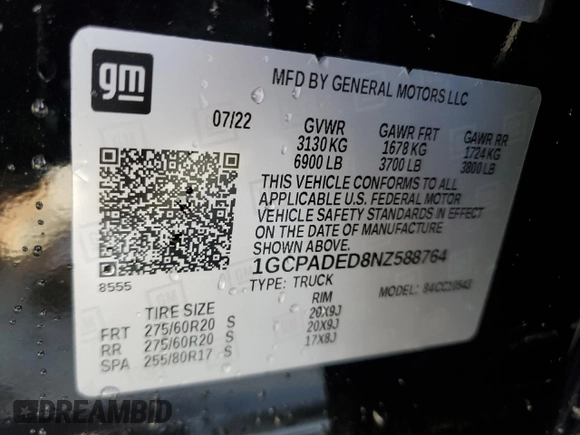 gm
MFD BY GENERAL MOTORS LLC
07/22 GVWR GAWR FRT GAWR RR
3130 KG 1678 KG 1724 KG
6900 LB 3700 LB 3800 LB
THIS VEHICLE CONFORMS TO ALL
APPLICABLE U.S. FEDERAL MOTOR
VEHICLE SAFETY STANDARDS IN EFFECT
ON THE DATE OF MANUFACTURE
SHOWN ABOVE.
1GCPADED8NZ588764
8555
TYPE: TRUCK MODEL:
TIRE SIZE RIM
FRT 275/60R20 S 20X9J
RR 275/60R20 S 20X9J
SPA 255/80R17 S 17X8J
DREAMBID